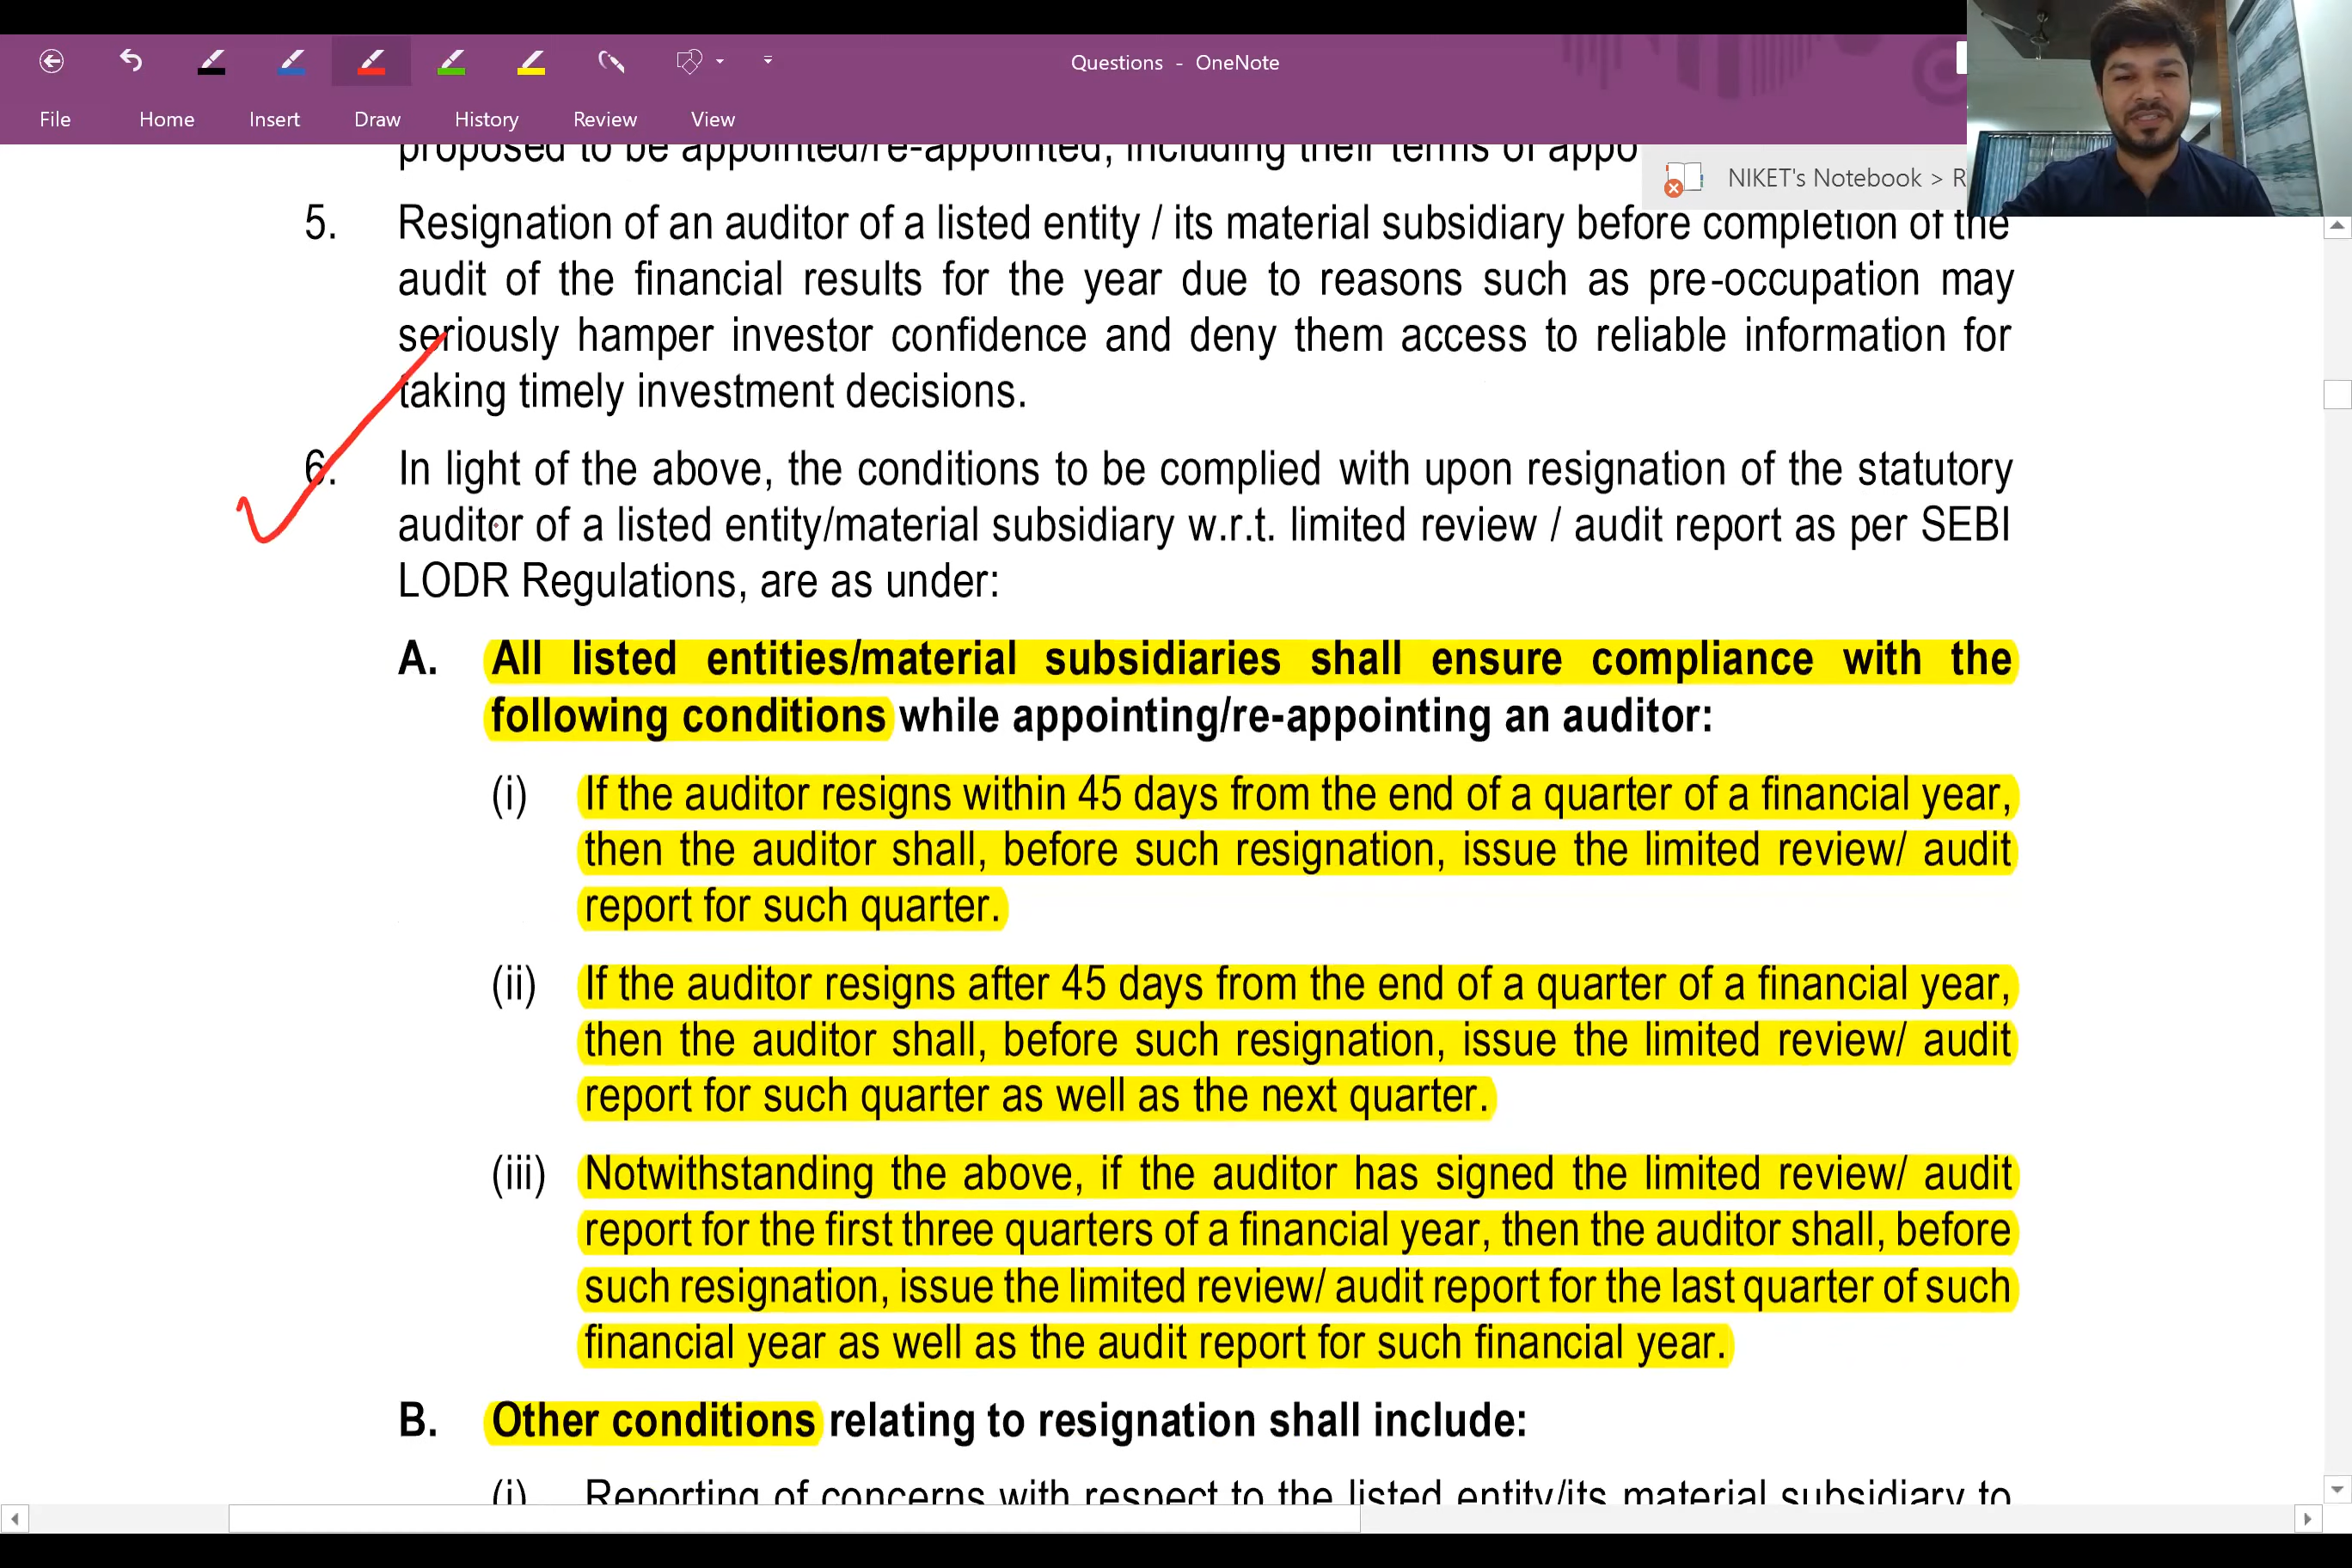 Questions - OneNote
File Home Insert Draw History Review View
proposed to be appointed/re-appointed, including their terms of appo
NIKET's Notebook > R
5. Resignation of an auditor of a listed entity / its material subsidiary before completion of the
audit of the financial results for the year due to reasons such as pre-occupation may
seriously hamper investor confidence and deny them access to reliable information for
taking timely investment decisions.
6. In light of the above, the conditions to be complied with upon resignation of the statutory
auditor of a listed entity/material subsidiary w.r.t. limited review / audit report as per SEBI
LODR Regulations, are as under:
A. All listed entities/material subsidiaries shall ensure compliance with the
following conditions while appointing/re-appointing an auditor:
(i) If the auditor resigns within 45 days from the end of a quarter of a financial year,
then the auditor shall, before such resignation, issue the limited review/ audit
report for such quarter.
(ii) If the auditor resigns after 45 days from the end of a quarter of a financial year,
then the auditor shall, before such resignation, issue the limited review/ audit
report for such quarter as well as the next quarter.
(iii) Notwithstanding the above, if the auditor has signed the limited review/ audit
report for the first three quarters of a financial year, then the auditor shall, before
such resignation, issue the limited review/ audit report for the last quarter of such
financial year as well as the audit report for such financial year.
B. Other conditions relating to resignation shall include:
(i) Reporting of concerns with respect to the listed entity/its material subsidiary to